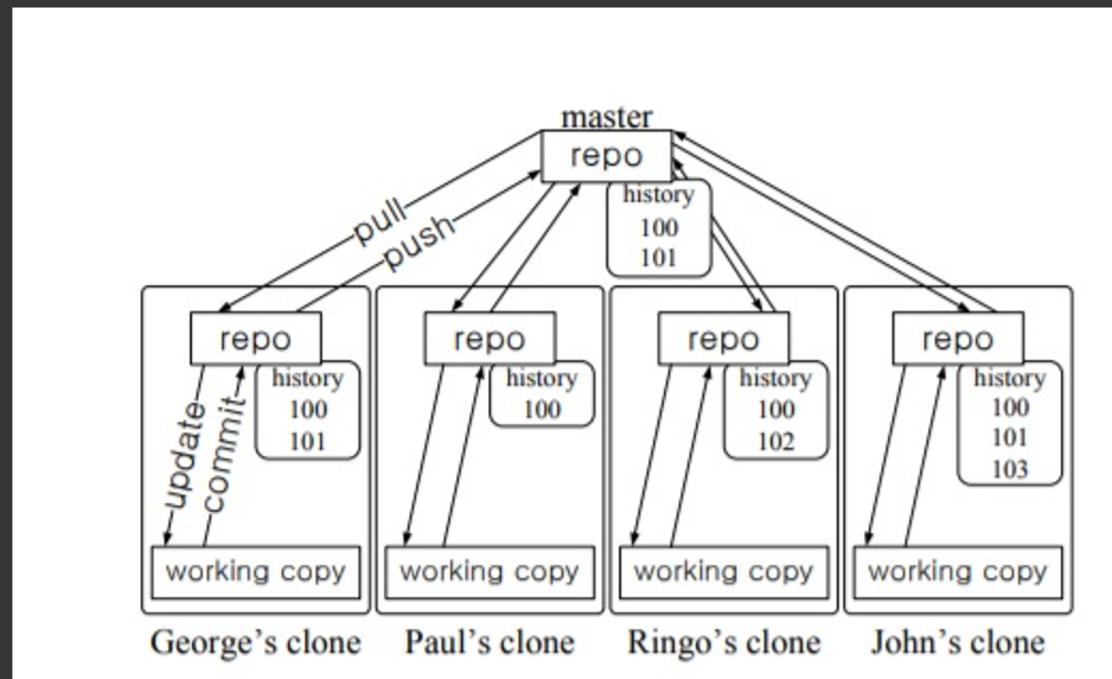 master
repo
history
100
101
pull
push
repo
history
100
101
update
commit
working copy
George's clone
repo
history
100
working copy
Paul's clone
repo
history
100
102
working copy
Ringo's clone
repo
history
100
101
103
working copy
John's clone